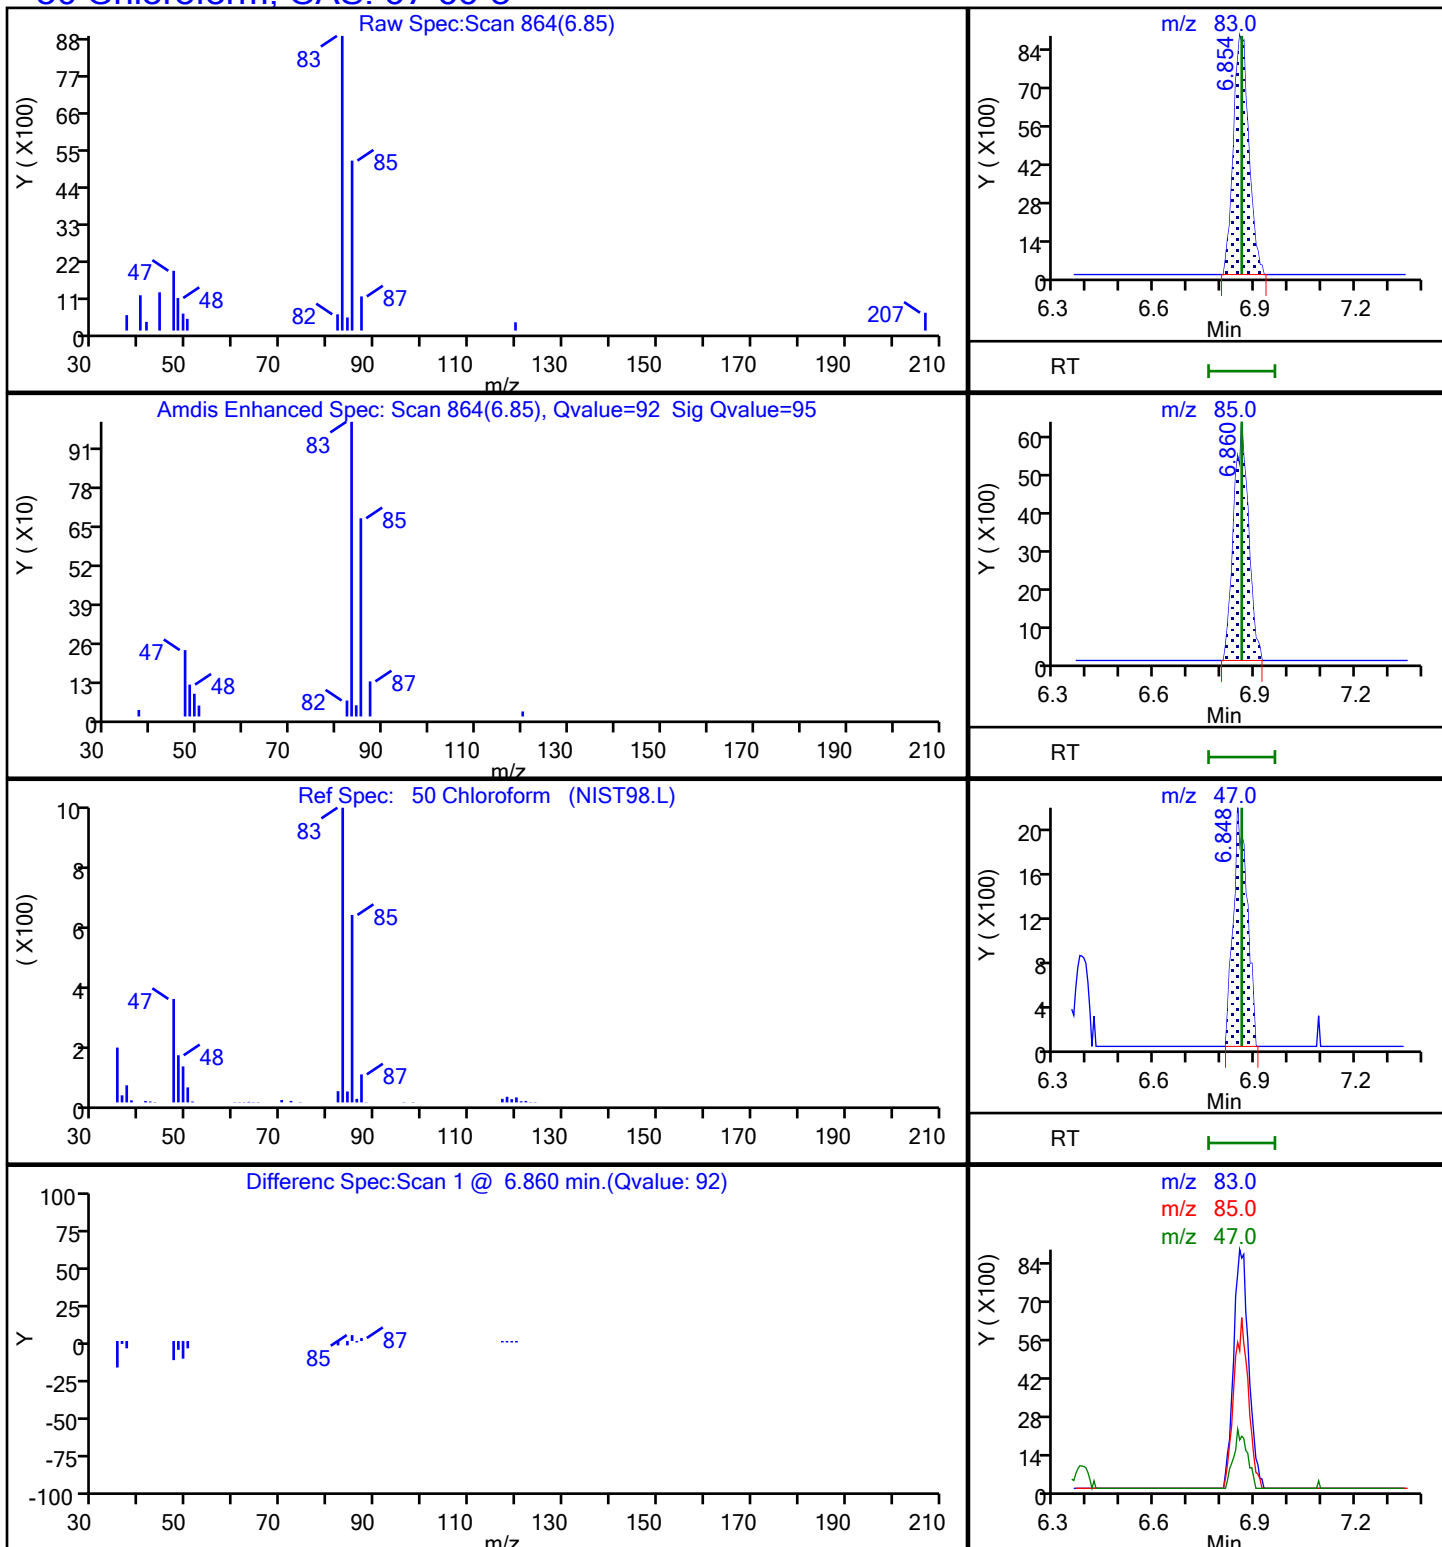 50 Chloroform, CAS: 67-66-3
Raw Spec:Scan 864(6.85)
Y ( X100)
88
77
66
55
44
33
22
11
0
83
85
47
48
82
87
207
30 50 70 90 110 130 150 170 190 210
m/z
m/z 83.0
Y ( X100)
84
70
56
42
28
14
0
6.854
6.3 6.6 6.9 7.2
Min
RT
Amdis Enhanced Spec: Scan 864(6.85), Qvalue=92 Sig Qvalue=95
Y ( X10)
91
78
65
52
39
26
13
0
83
85
47
48
82
87
30 50 70 90 110 130 150 170 190 210
m/z
m/z 85.0
Y ( X100)
60
50
40
30
20
10
0
6.860
6.3 6.6 6.9 7.2
Min
RT
Ref Spec: 50 Chloroform (NIST98.L)
( X100)
10
8
6
4
2
0
83
85
47
48
87
30 50 70 90 110 130 150 170 190 210
m/z 47.0
Y ( X100)
20
16
12
8
4
0
6.848
6.3 6.6 6.9 7.2
Min
RT
Differenc Spec:Scan 1 @ 6.860 min.(Qvalue: 92)
Y
100
75
50
25
0
-25
-50
-75
-100
85
87
30 50 70 90 110 130 150 170 190 210
m/z
m/z 83.0
m/z 85.0
m/z 47.0
Y ( X100)
84
70
56
42
28
14
0
6.3 6.6 6.9 7.2
Min